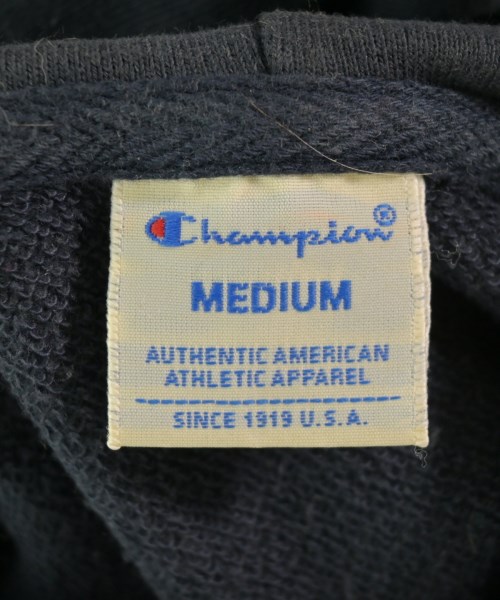 Champion®
MEDIUM
AUTHENTIC AMERICAN
ATHLETIC APPAREL
SINCE 1919 U.S.A.